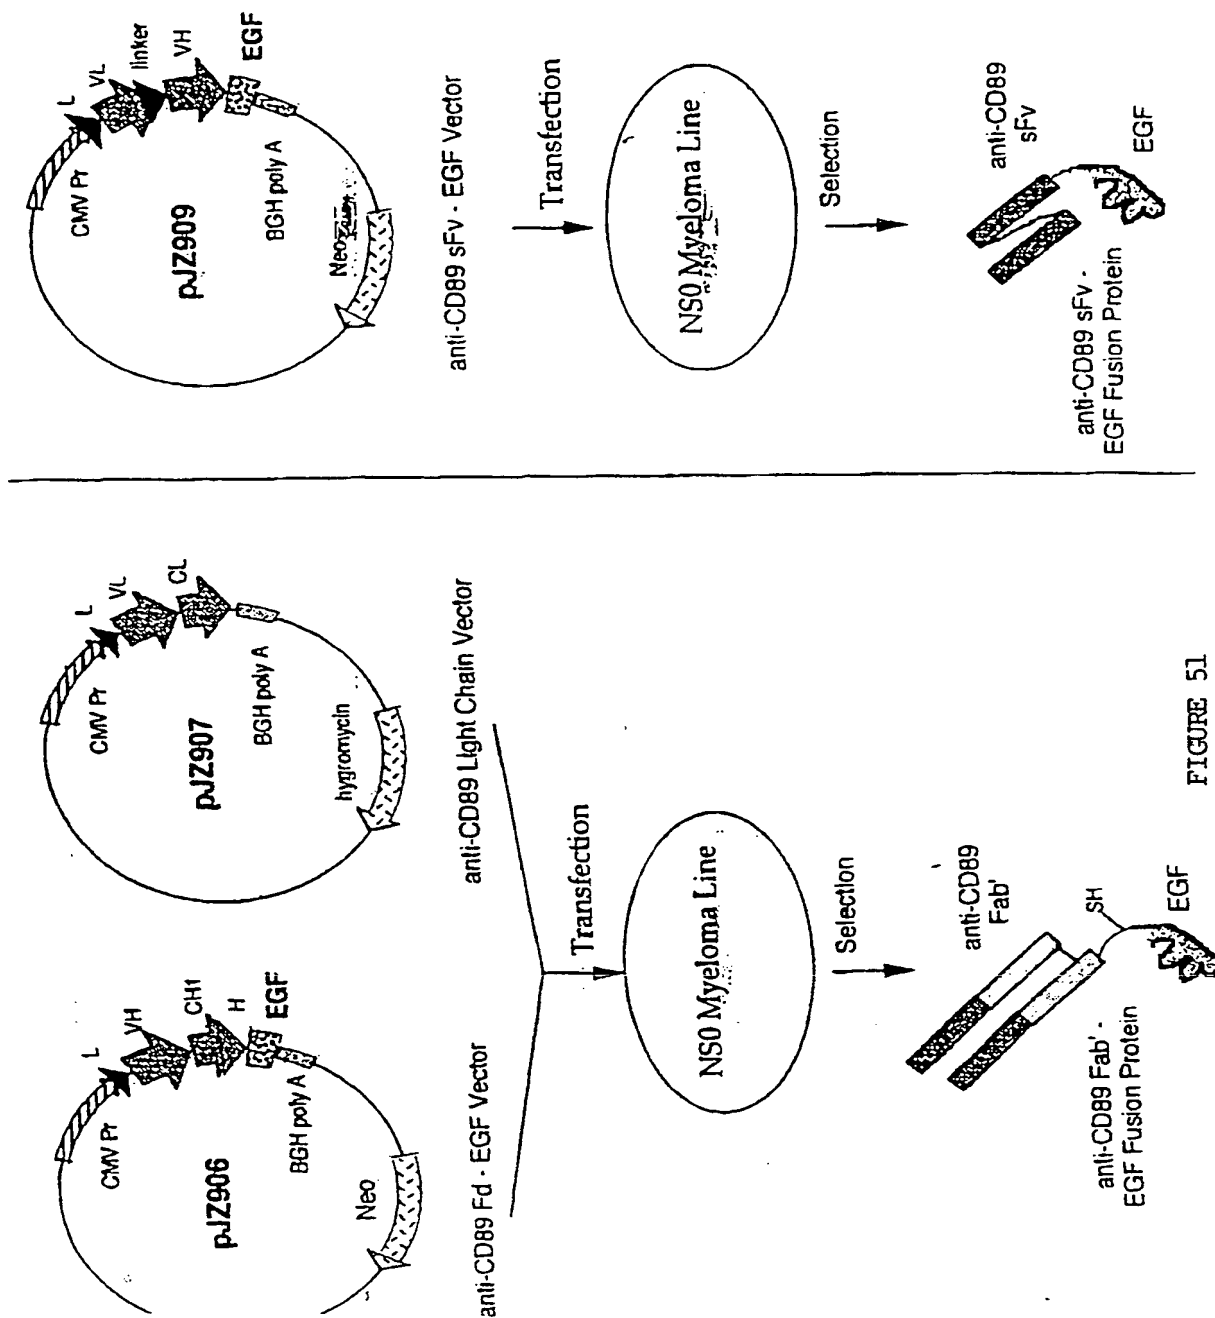 L
VH
CH1
H
EGF
CMV Pr
pJZ906
BGH poly A
Neo
anti-CD89 Fd - EGF Vector
L
VL
CL
CMV Pr
pJZ907
BGH poly A
hygromycin
anti-CD89 Light Chain Vector
Transfection
NS0 Myeloma Line
Selection
anti-CD89
Fab'
SH
EGF
anti-CD89 Fab' -
EGF Fusion Protein
L
VL
linker
VH
EGF
CMV Pr
pJZ909
BGH poly A
Neo
anti-CD89 sFv - EGF Vector
Transfection
NS0 Myeloma Line
Selection
anti-CD89
sFv
EGF
anti-CD89 sFv -
EGF Fusion Protein
FIGURE 51